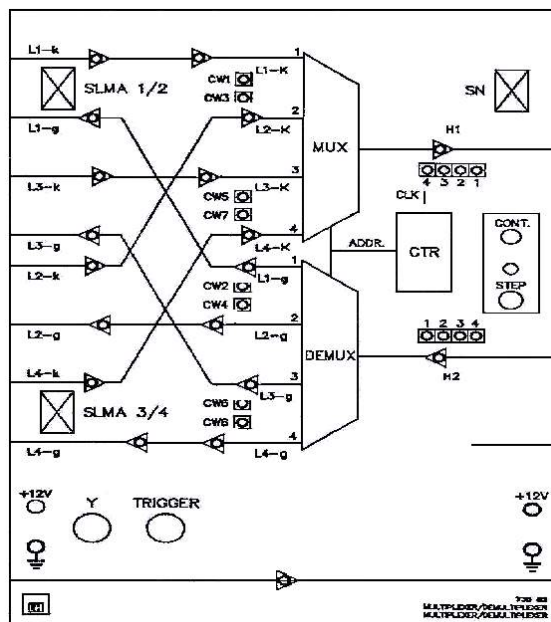 L1-k
SLMA 1/2
CW1
CW3
L1-K
1
SN
L1-g
2
L2-K
MUX
H1
L3-k
3
L3-K
4 3 2 1
CLK
CW5
CW7
L3-g
4
L4-K
ADDR.
CTR
CONT.
STEP
L2-k
1
L1-g
CW2
CW4
L2-g
2
L2-g
1 2 3 4
DEMUX
H2
L4-k
3
L3-g
SLMA 3/4
CW6
CW8
L4-g
4
L4-g
+12V
Y
TRIGGER
+12V
MULTIPLEXER/DEMULTIPLEXER
MULTIPLEXER/DEMULTIPLEXER